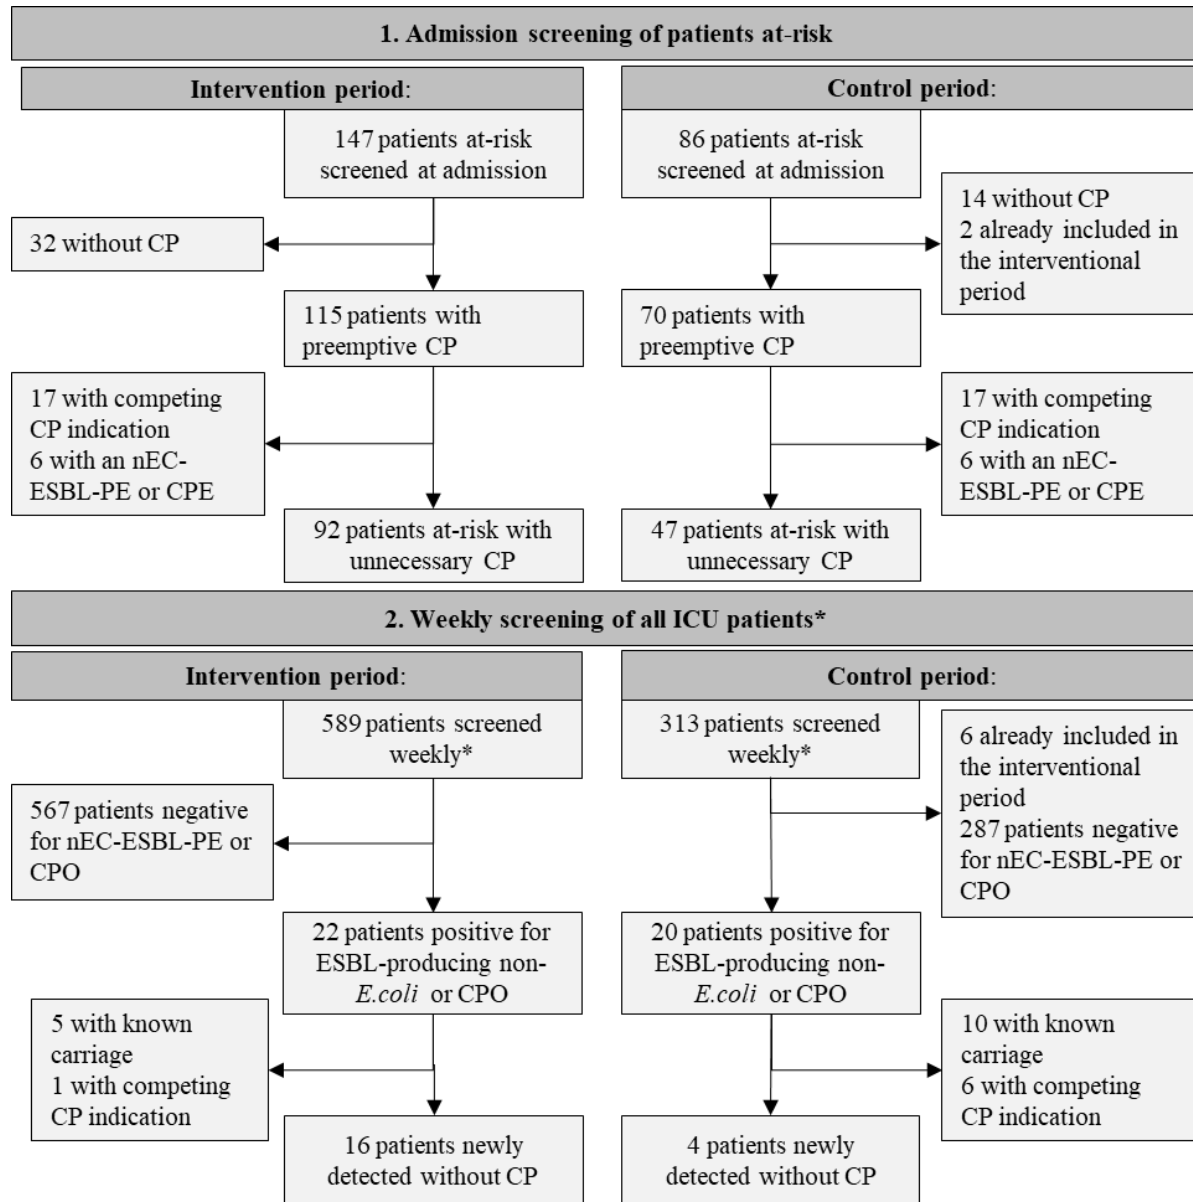 1. Admission screening of patients at-risk
Intervention period:
Control period:
147 patients at-risk
screened at admission
86 patients at-risk
screened at admission
32 without CP
14 without CP
2 already included in
the interventional
period
115 patients with
preemptive CP
70 patients with
preemptive CP
17 with competing
CP indication
6 with an nEC-
ESBL-PE or CPE
17 with competing
CP indication
6 with an nEC-
ESBL-PE or CPE
92 patients at-risk with
unnecessary CP
47 patients at-risk with
unnecessary CP
2. Weekly screening of all ICU patients*
Intervention period:
Control period:
589 patients screened
weekly*
313 patients screened
weekly*
567 patients negative
for nEC-ESBL-PE or
CPO
6 already included in
the interventional
period
287 patients negative
for nEC-ESBL-PE or
CPO
22 patients positive for
ESBL-producing non-
E.coli or CPO
20 patients positive for
ESBL-producing non-
E.coli or CPO
5 with known
carriage
1 with competing
CP indication
10 with known
carriage
6 with competing
CP indication
16 patients newly
detected without CP
4 patients newly
detected without CP